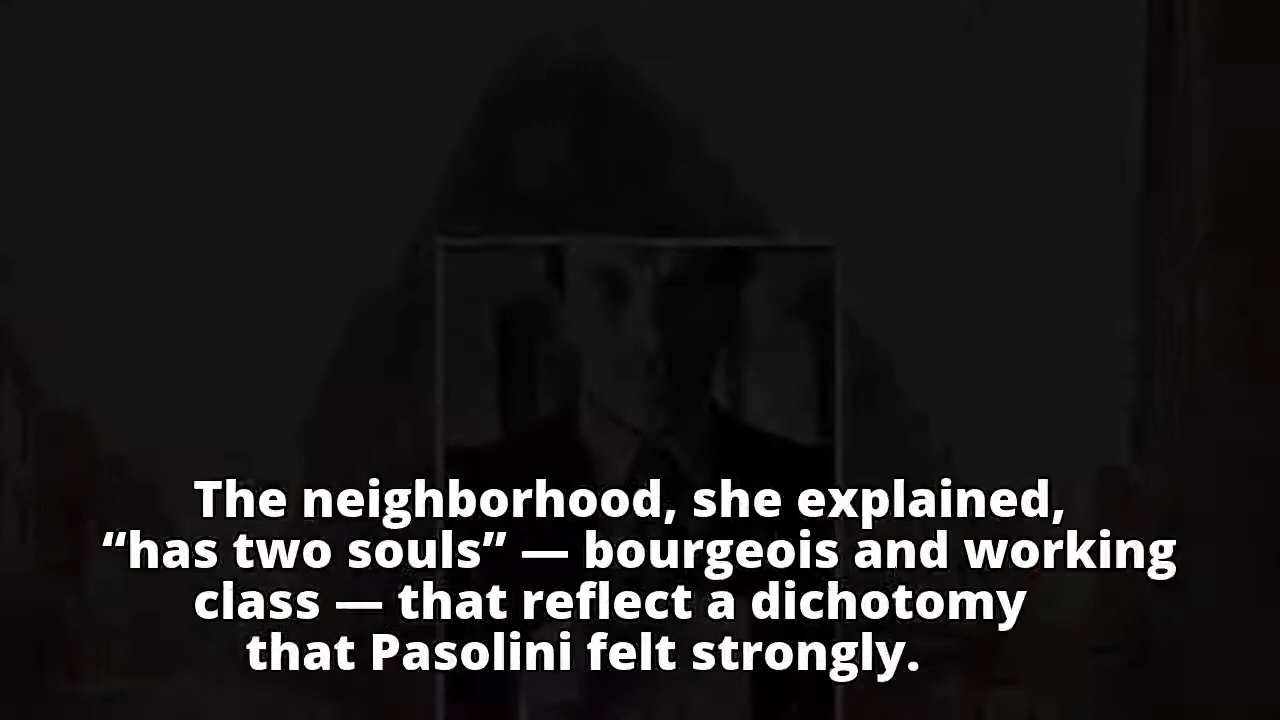 The neighborhood, she explained,
“has two souls” — bourgeois and working
class — that reflect a dichotomy
that Pasolini felt strongly.